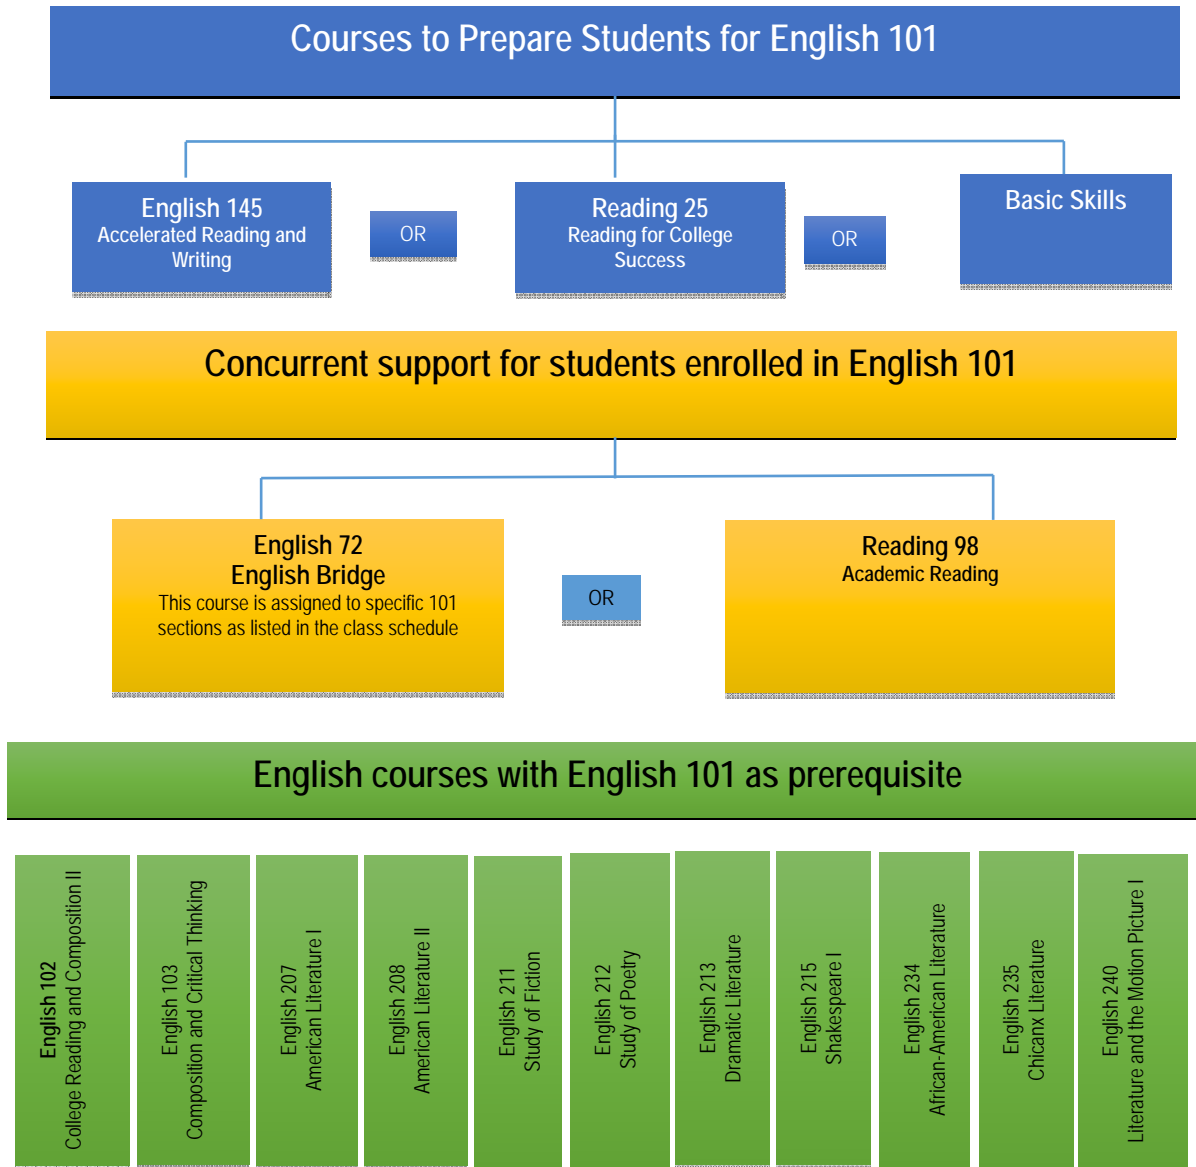 Courses to Prepare Students for English 101
English 145
Accelerated Reading and
Writing
OR
Reading 25
Reading for College
Success
OR
Basic Skills
Concurrent support for students enrolled in English 101
English 72
English Bridge
This course is assigned to specific 101
sections as listed in the class schedule
OR
Reading 98
Academic Reading
English courses with English 101 as prerequisite
English 102
College Reading and Composition II
English 103
Composition and Critical Thinking
English 207
American Literature I
English 208
American Literature II
English 211
Study of Fiction
English 212
Study of Poetry
English 213
Dramatic Literature
English 215
Shakespeare I
English 234
African-American Literature
English 235
Chicanx Literature
English 240
Literature and the Motion Picture I